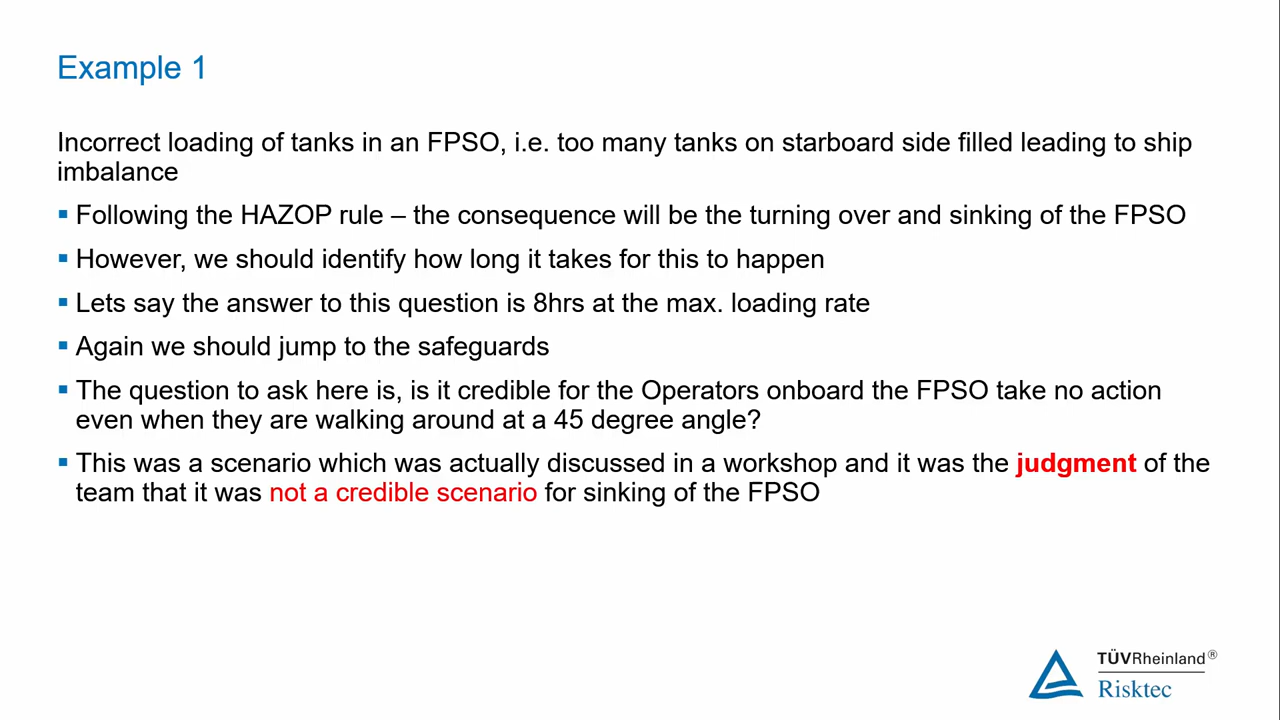 Example 1
Incorrect loading of tanks in an FPSO, i.e. too many tanks on starboard side filled leading to ship
imbalance
▪ Following the HAZOP rule – the consequence will be the turning over and sinking of the FPSO
▪ However, we should identify how long it takes for this to happen
▪ Lets say the answer to this question is 8hrs at the max. loading rate
▪ Again we should jump to the safeguards
▪ The question to ask here is, is it credible for the Operators onboard the FPSO take no action
even when they are walking around at a 45 degree angle?
▪ This was a scenario which was actually discussed in a workshop and it was the judgment of the
team that it was not a credible scenario for sinking of the FPSO
TÜVRheinland®
Risktec